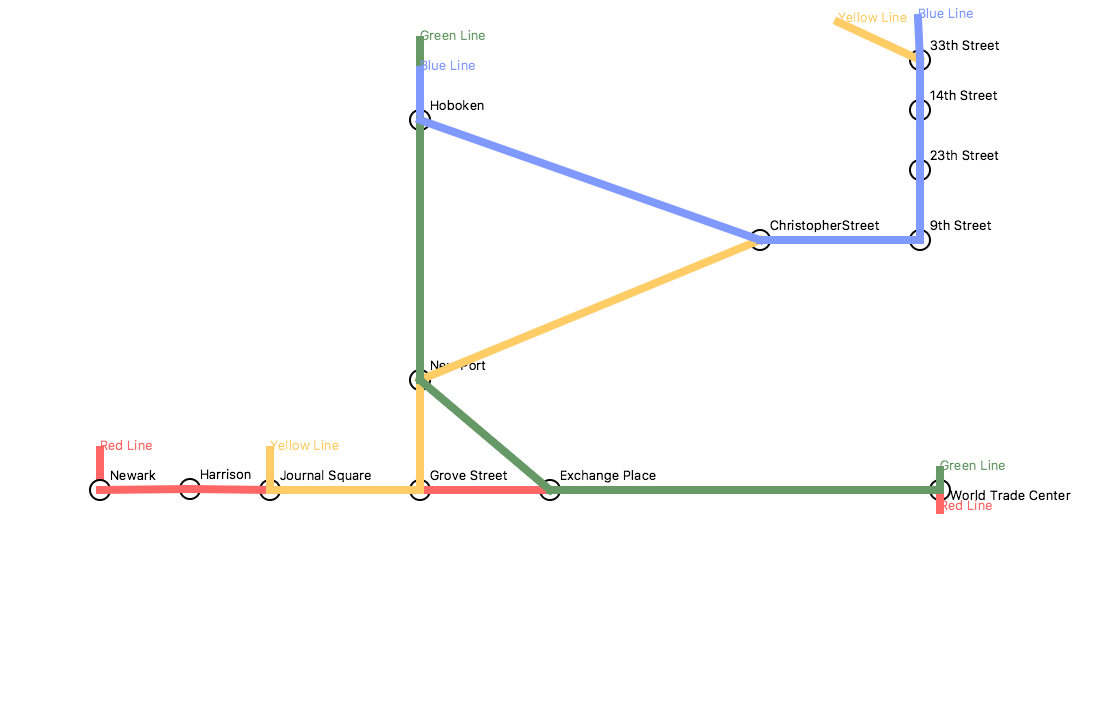 Yellow Line
Blue Line
Green Line
33th Street
Blue Line
14th Street
Hoboken
23th Street
ChristopherStreet
9th Street
Red Line
Yellow Line
Newark
Harrison
Journal Square
Grove Street
Exchange Place
Green Line
World Trade Center
Red Line